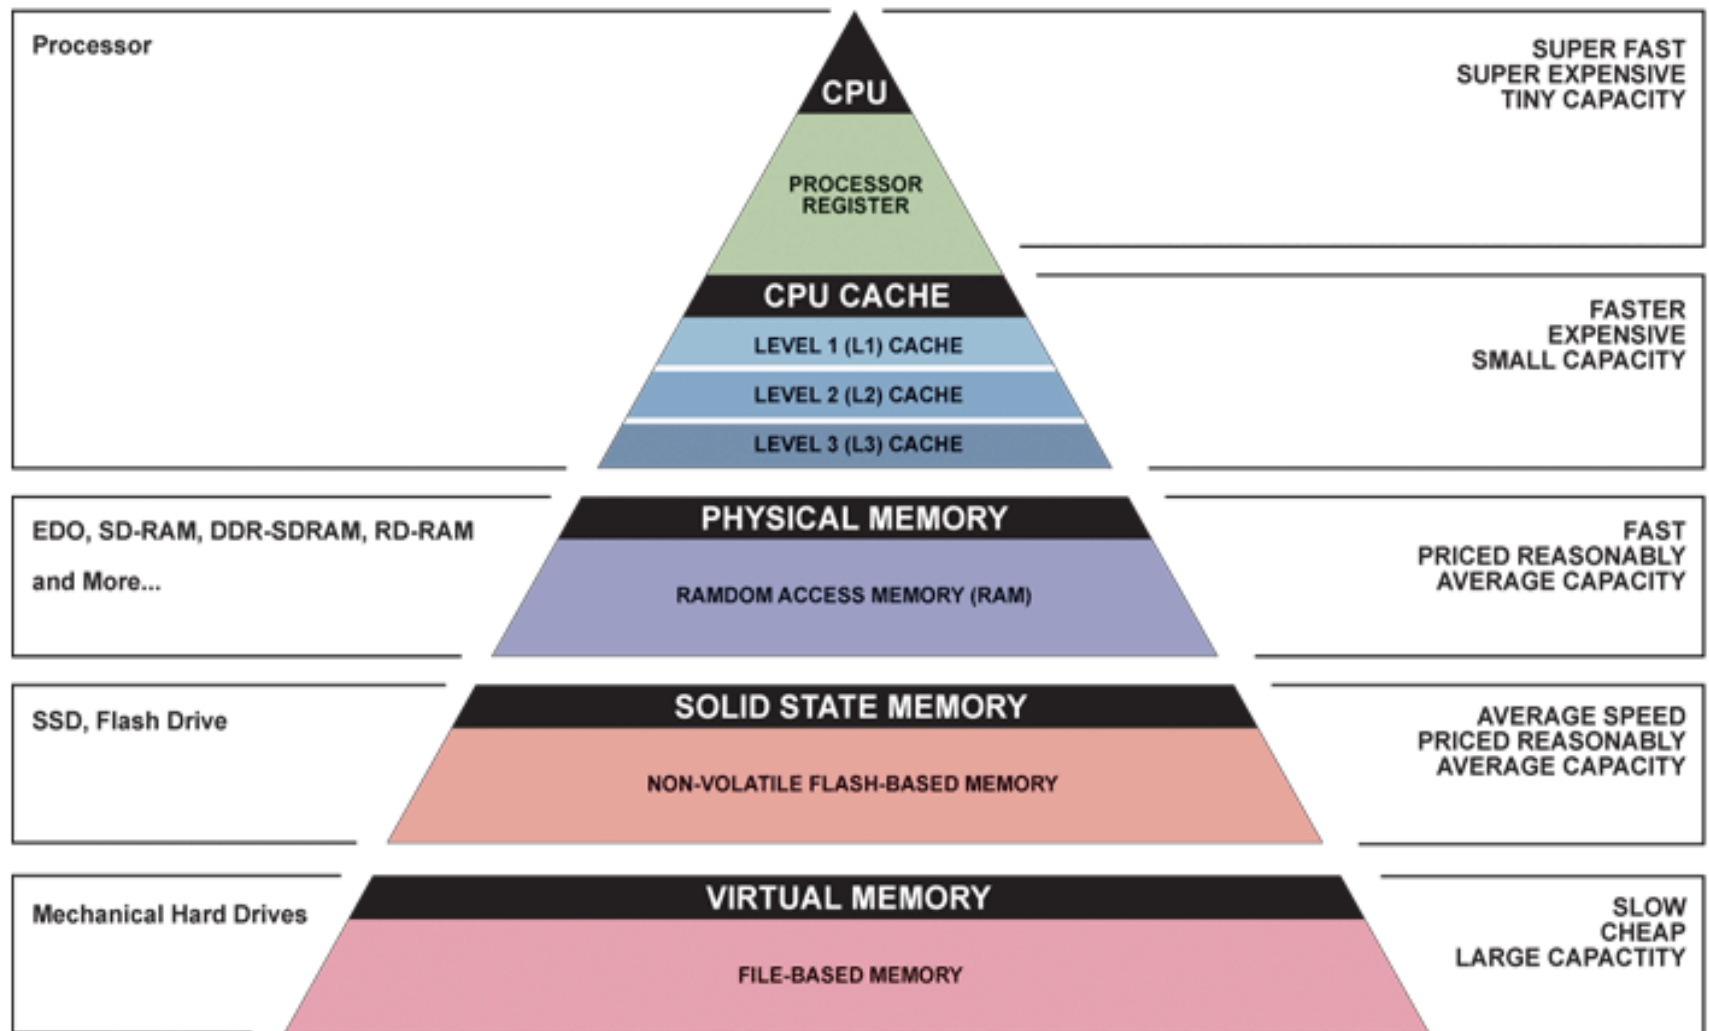 Processor
CPU
SUPER FAST
SUPER EXPENSIVE
TINY CAPACITY
PROCESSOR
REGISTER
CPU CACHE
LEVEL 1 (L1) CACHE
LEVEL 2 (L2) CACHE
LEVEL 3 (L3) CACHE
FASTER
EXPENSIVE
SMALL CAPACITY
EDO, SD-RAM, DDR-SDRAM, RD-RAM
and More...
PHYSICAL MEMORY
RAMDOM ACCESS MEMORY (RAM)
FAST
PRICED REASONABLY
AVERAGE CAPACITY
SSD, Flash Drive
SOLID STATE MEMORY
NON-VOLATILE FLASH-BASED MEMORY
AVERAGE SPEED
PRICED REASONABLY
AVERAGE CAPACITY
Mechanical Hard Drives
VIRTUAL MEMORY
FILE-BASED MEMORY
SLOW
CHEAP
LARGE CAPACTITY